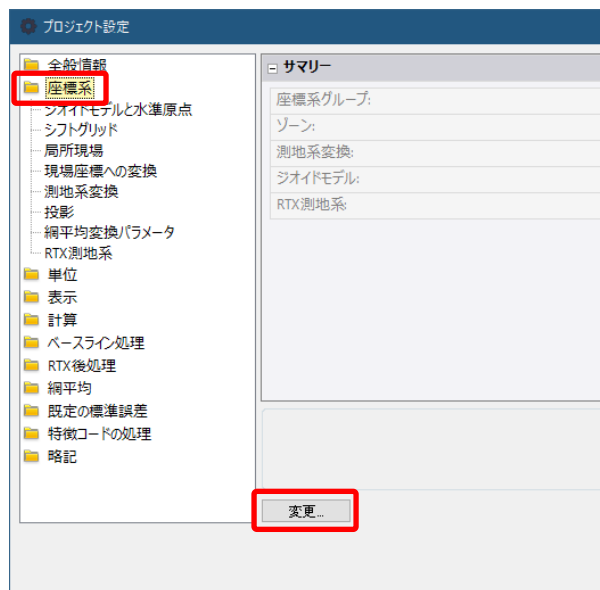 プロジェクト設定
全般情報
座標系
ジオイドモデルと水準原点
シフトグリッド
局所現場
現場座標への変換
測地系変換
投影
網平均変換パラメータ
RTX測地系
単位
表示
計算
ベースライン処理
RTX後処理
網平均
既定の標準誤差
特徴コードの処理
略記
サマリー
座標系グループ:
ゾーン:
測地系変換:
ジオイドモデル:
RTX測地系:
変更...